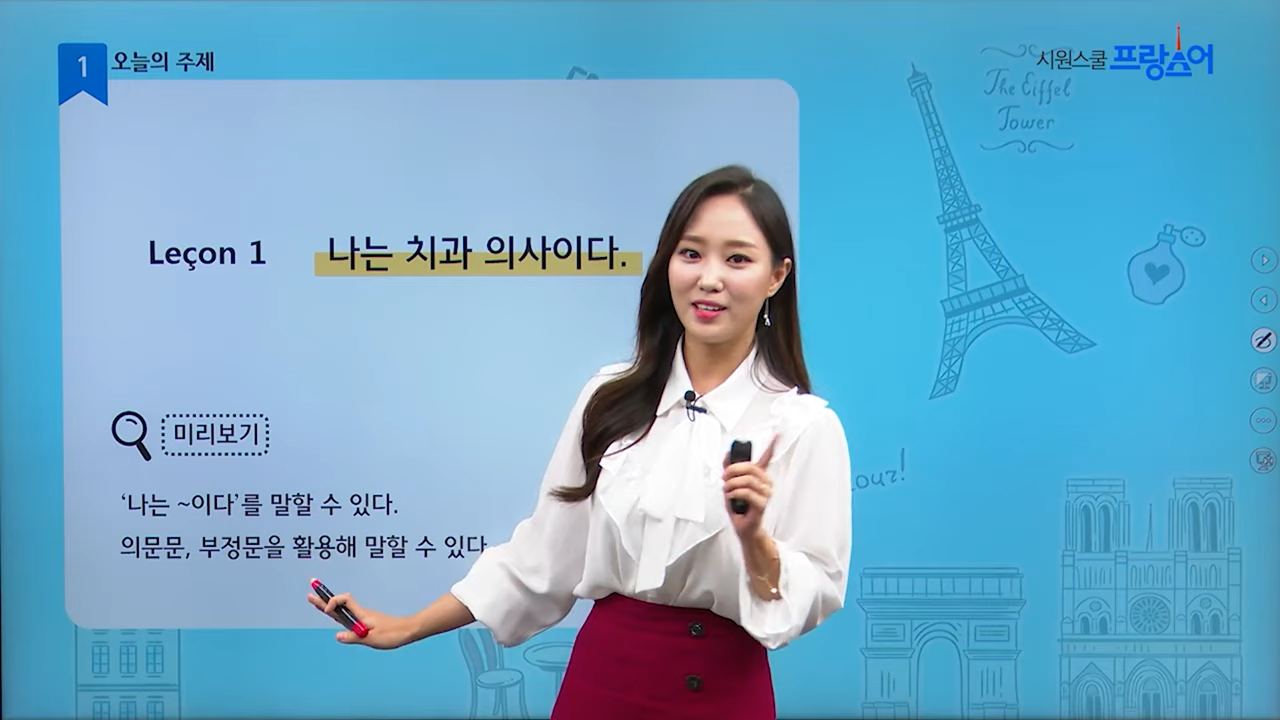 1 오늘의 주제
시원스쿨 프랑스어
The Eiffel
Tower
Leçon 1 나는 치과 의사이다.
미리보기
‘나는 ~이다’를 말할 수 있다.
의문문, 부정문을 활용해 말할 수 있다